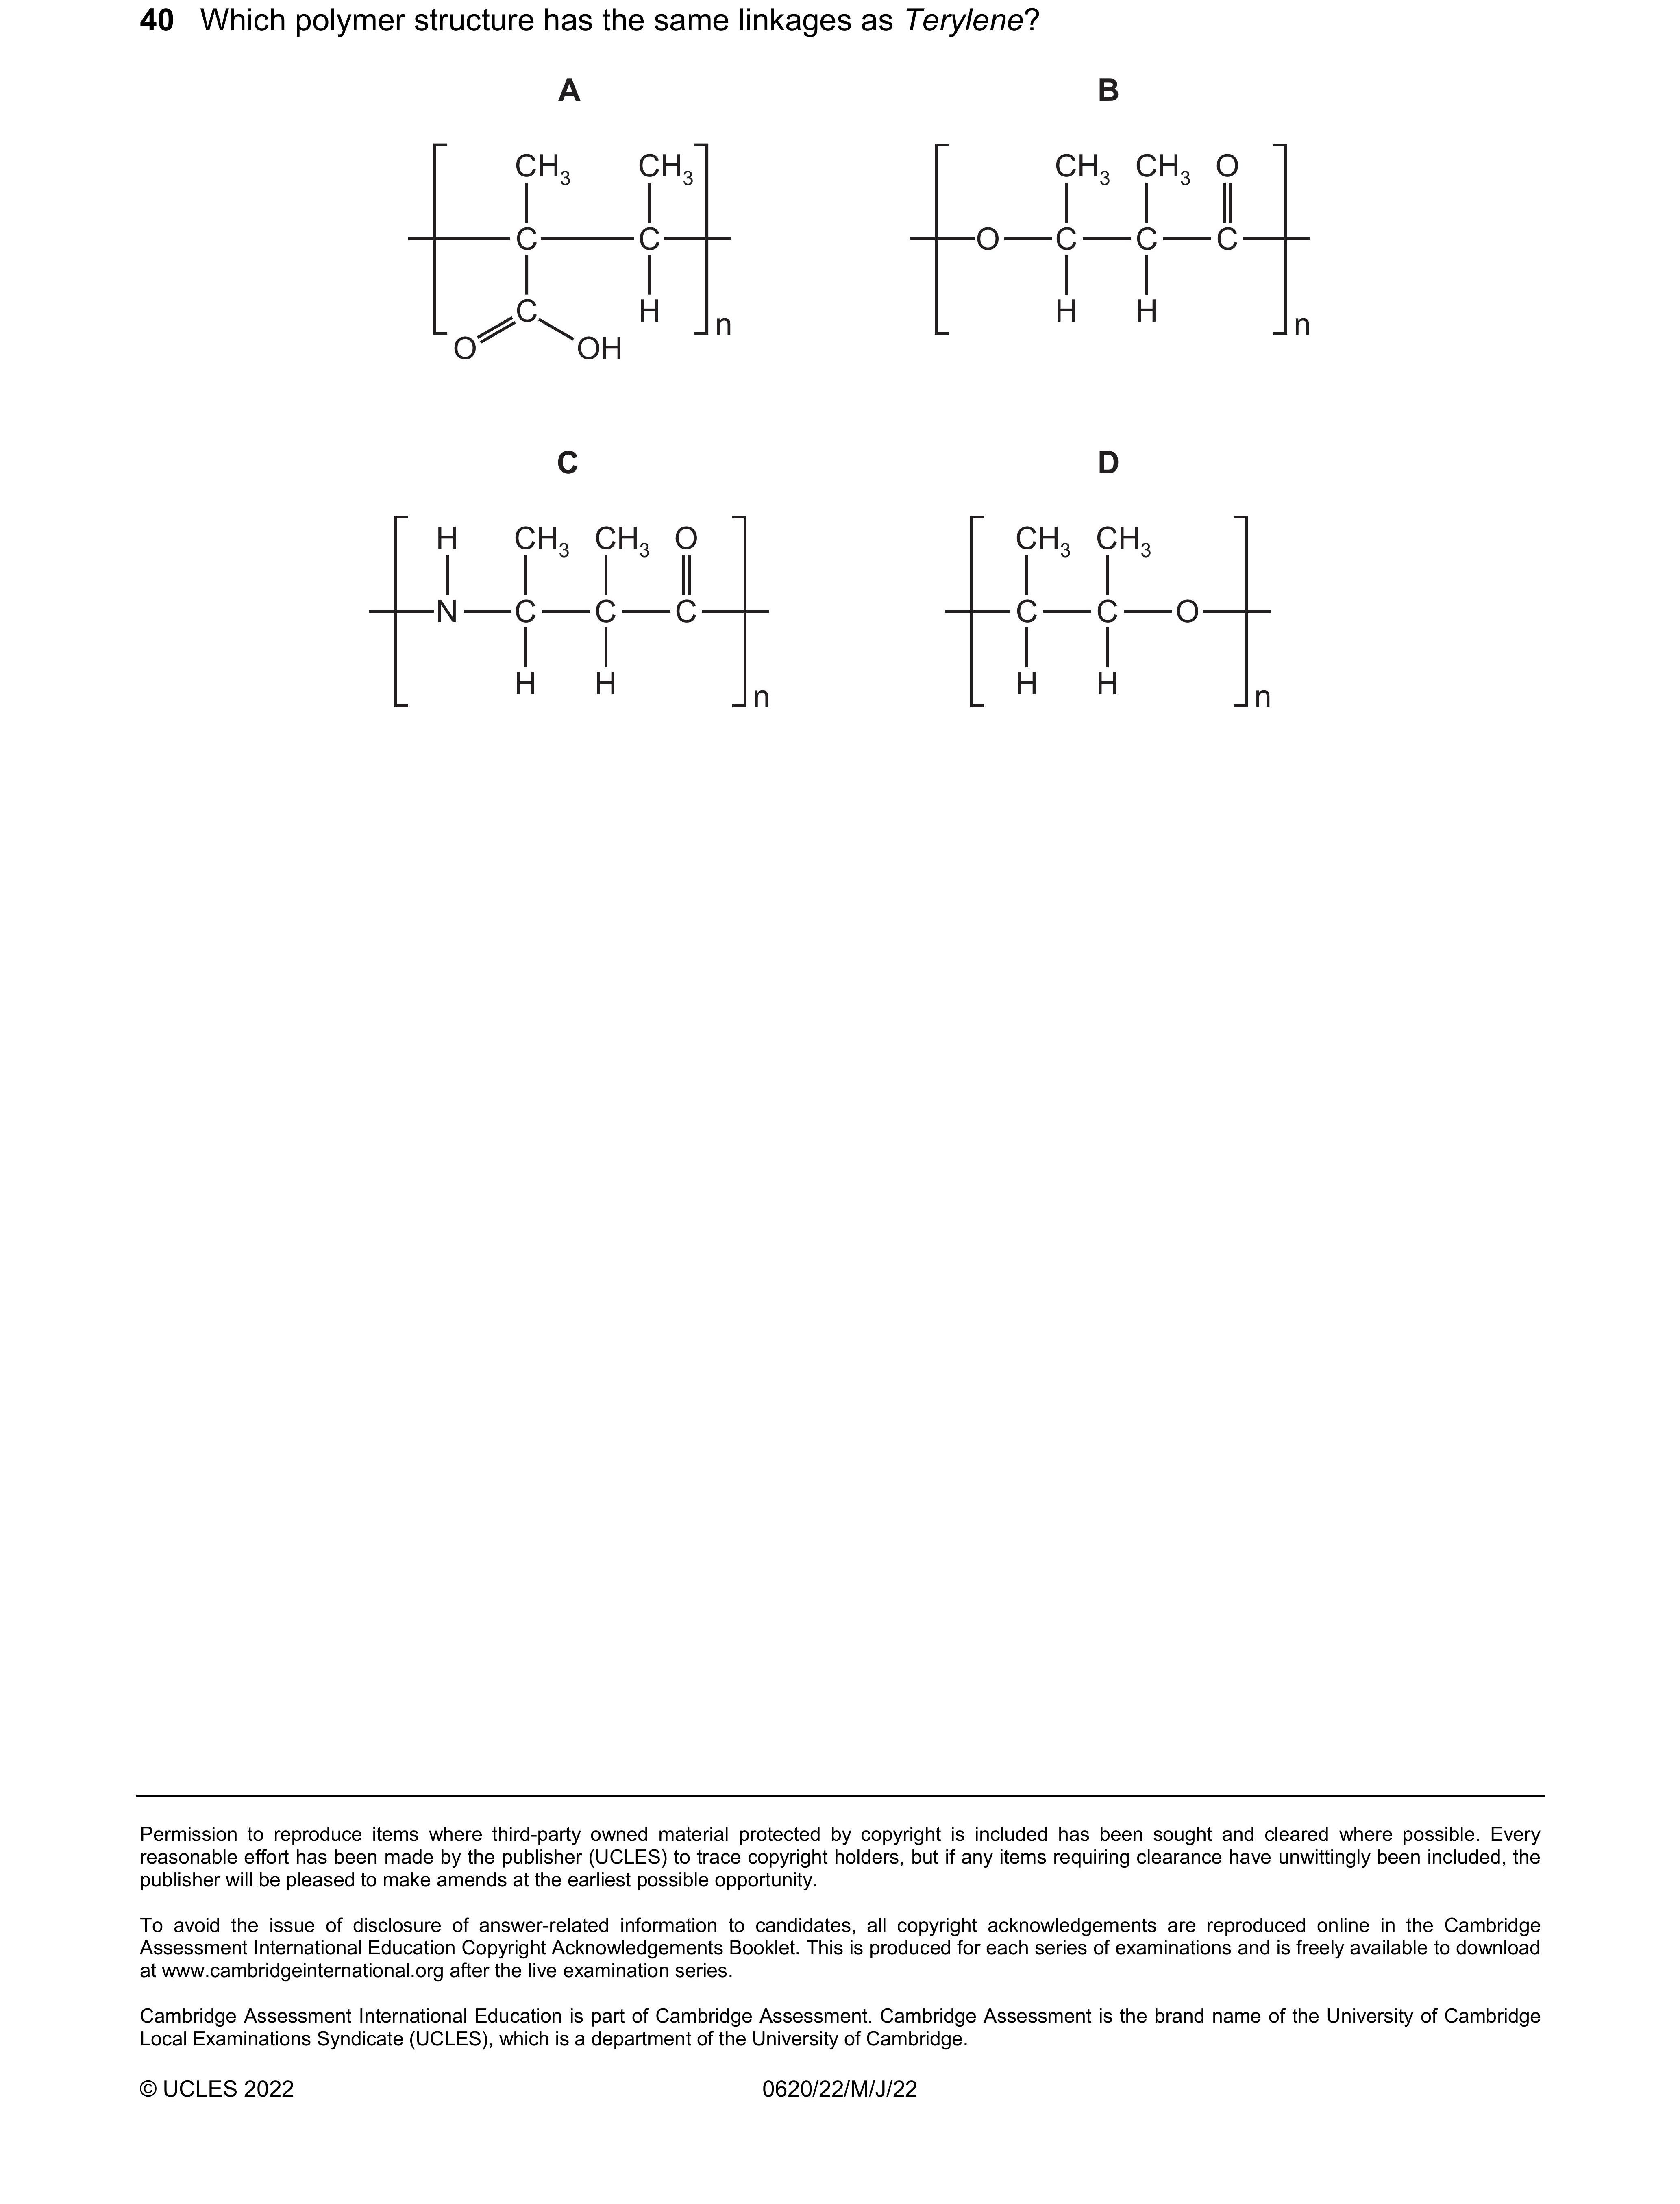 40 Which polymer structure has the same linkages as Terylene?
A B
CH3 CH3 CH3 CH3 O
C C O C C C
C H H H
O OH n n
C D
H CH3 CH3 O CH3 CH3
N C C C C C O
H H H H
n n
Permission to reproduce items where third-party owned material protected by copyright is included has been sought and cleared where possible. Every
reasonable effort has been made by the publisher (UCLES) to trace copyright holders, but if any items requiring clearance have unwittingly been included, the
publisher will be pleased to make amends at the earliest possible opportunity.
To avoid the issue of disclosure of answer-related information to candidates, all copyright acknowledgements are reproduced online in the Cambridge
Assessment International Education Copyright Acknowledgements Booklet. This is produced for each series of examinations and is freely available to download
at www.cambridgeinternational.org after the live examination series.
Cambridge Assessment International Education is part of Cambridge Assessment. Cambridge Assessment is the brand name of the University of Cambridge
Local Examinations Syndicate (UCLES), which is a department of the University of Cambridge.
© UCLES 2022 0620/22/M/J/22